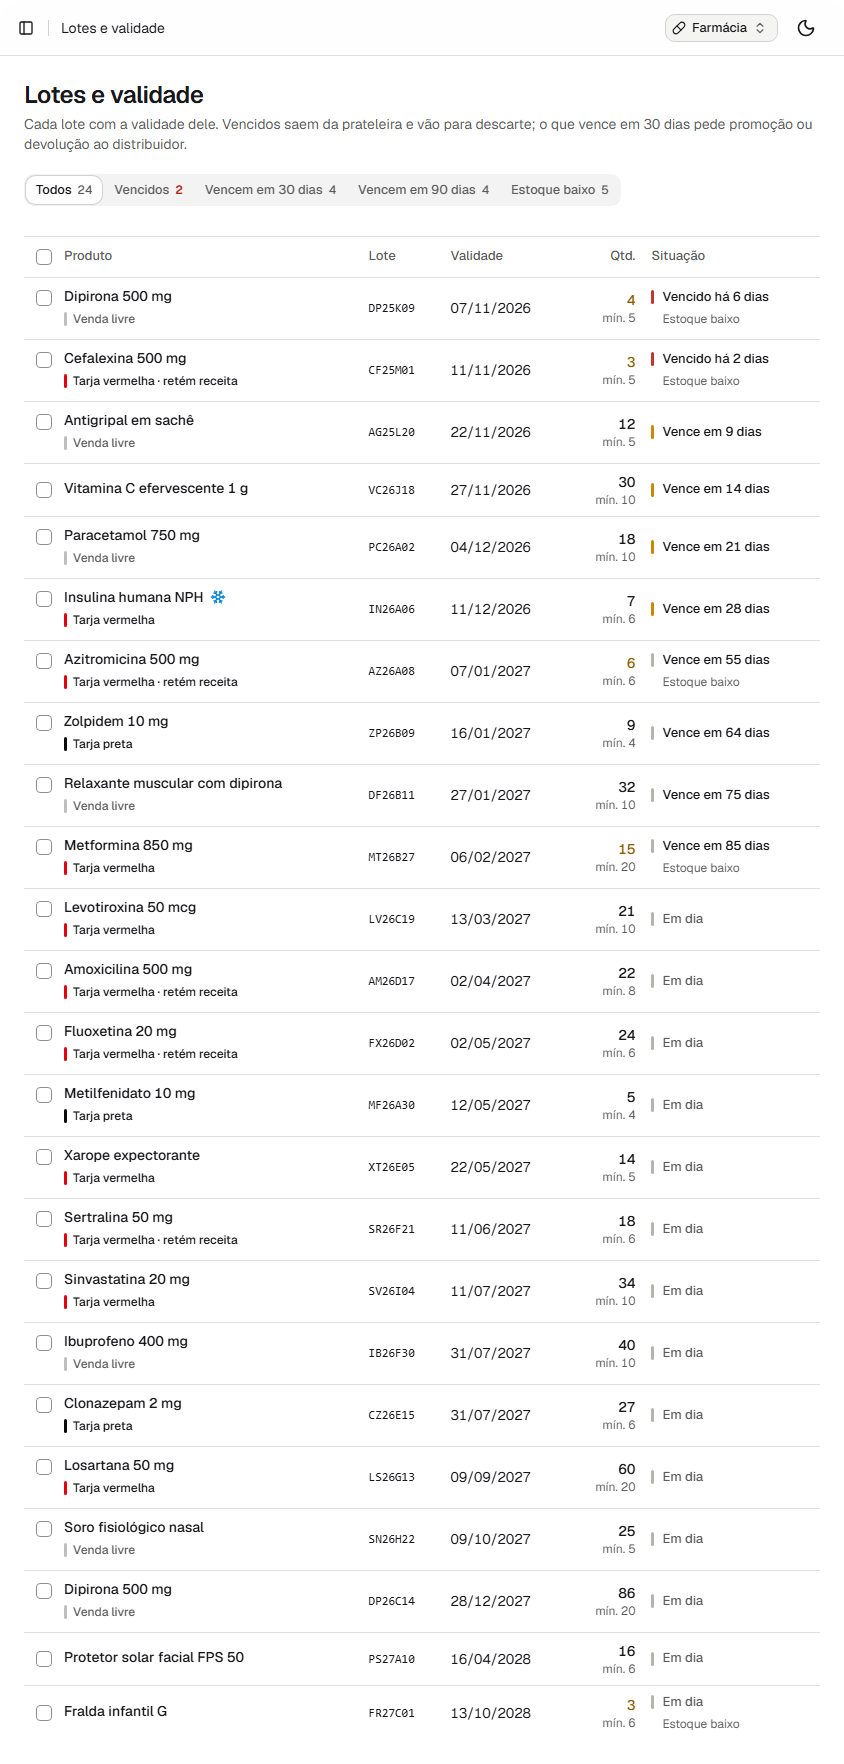 Lotes e validade
Farmácia
Lotes e validade
Cada lote com a validade dele. Vencidos saem da prateleira e vão para descarte; o que vence em 30 dias pede promoção ou
devolução ao distribuidor.
Todos 24 Vencidos 2 Vencem em 30 dias 4 Vencem em 90 dias 4 Estoque baixo 5
Produto Lote Validade Qtd. Situação
Dipirona 500 mg DP25K09 07/11/2026 4 Vencido há 6 dias
Venda livre mín. 5 Estoque baixo
Cefalexina 500 mg CF25M01 11/11/2026 3 Vencido há 2 dias
Tarja vermelha · retém receita mín. 5 Estoque baixo
Antigripal em sachê AG25L20 22/11/2026 12 Vence em 9 dias
Venda livre mín. 5
Vitamina C efervescente 1 g VC26J18 27/11/2026 30 Vence em 14 dias
mín. 10
Paracetamol 750 mg PC26A02 04/12/2026 18 Vence em 21 dias
Venda livre mín. 10
Insulina humana NPH IN26A06 11/12/2026 7 Vence em 28 dias
Tarja vermelha mín. 6
Azitromicina 500 mg AZ26A08 07/01/2027 6 Vence em 55 dias
Tarja vermelha · retém receita mín. 6 Estoque baixo
Zolpidem 10 mg ZP26B09 16/01/2027 9 Vence em 64 dias
Tarja preta mín. 4
Relaxante muscular com dipirona DF26B11 27/01/2027 32 Vence em 75 dias
Venda livre mín. 10
Metformina 850 mg MT26B27 06/02/2027 15 Vence em 85 dias
Tarja vermelha mín. 20 Estoque baixo
Levotiroxina 50 mcg LV26C19 13/03/2027 21 Em dia
Tarja vermelha mín. 10
Amoxicilina 500 mg AM26D17 02/04/2027 22 Em dia
Tarja vermelha · retém receita mín. 8
Fluoxetina 20 mg FX26D02 02/05/2027 24 Em dia
Tarja vermelha · retém receita mín. 6
Metilfenidato 10 mg MF26A30 12/05/2027 5 Em dia
Tarja preta mín. 4
Xarope expectorante XT26E05 22/05/2027 14 Em dia
Tarja vermelha mín. 5
Sertralina 50 mg SR26F21 11/06/2027 18 Em dia
Tarja vermelha · retém receita mín. 6
Sinvastatina 20 mg SV26I04 11/07/2027 34 Em dia
Tarja vermelha mín. 10
Ibuprofeno 400 mg IB26F30 31/07/2027 40 Em dia
Venda livre mín. 10
Clonazepam 2 mg CZ26E15 31/07/2027 27 Em dia
Tarja preta mín. 6
Losartana 50 mg LS26G13 09/09/2027 60 Em dia
Tarja vermelha mín. 20
Soro fisiológico nasal SN26H22 09/10/2027 25 Em dia
Venda livre mín. 5
Dipirona 500 mg DP26C14 28/12/2027 86 Em dia
Venda livre mín. 20
Protetor solar facial FPS 50 PS27A10 16/04/2028 16 Em dia
mín. 6
Fralda infantil G FR27C01 13/10/2028 3 Em dia
mín. 6 Estoque baixo